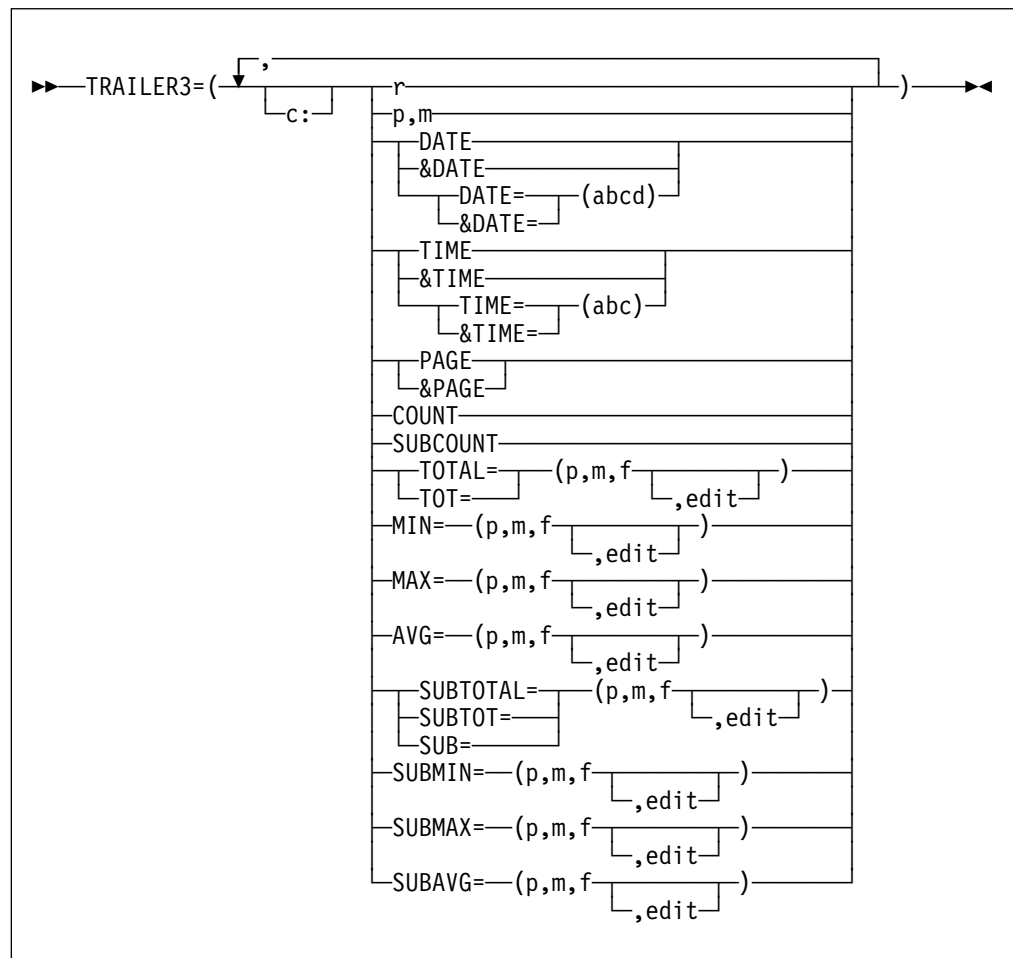 ,
TRAILER3=( r )
c:
p,m
DATE
&DATE
DATE= (abcd)
&DATE=
TIME
&TIME
TIME= (abc)
&TIME=
PAGE
&PAGE
COUNT
SUBCOUNT
TOTAL= (p,m,f )
TOT= ,edit
MIN= (p,m,f )
,edit
MAX= (p,m,f )
,edit
AVG= (p,m,f )
,edit
SUBTOTAL= (p,m,f )
SUBTOT= ,edit
SUB=
SUBMIN= (p,m,f )
,edit
SUBMAX= (p,m,f )
,edit
SUBAVG= (p,m,f )
,edit